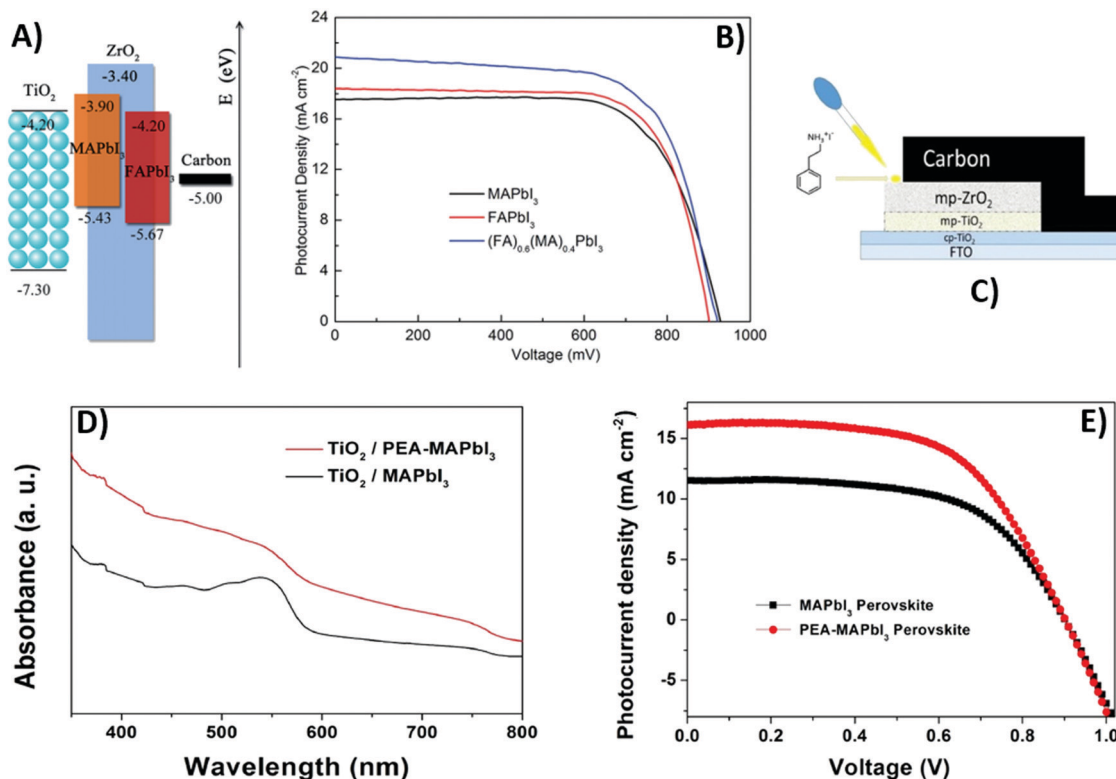 A)
ZrO₂
-3.40
TiO₂
-4.20
-3.90
MAPbI₃
-5.43
-4.20
FAPbI₃
-5.67
Carbon
-5.00
-7.30
E (eV)
B)
Photocurrent Density (mA cm⁻²)
24
20
16
12
8
4
0
MAPbI₃
FAPbI₃
(FA)₀.₆(MA)₀.₄PbI₃
0 200 400 600 800 1000
Voltage (mV)
NH₃⁺I⁻
Carbon
mp-ZrO₂
mp-TiO₂
cp-TiO₂
FTO
C)
D)
Absorbance (a. u.)
TiO₂ / PEA-MAPbI₃
TiO₂ / MAPbI₃
400 500 600 700 800
Wavelength (nm)
E)
Photocurrent density (mA cm⁻²)
15
10
5
0
-5
MAPbI₃ Perovskite
PEA-MAPbI₃ Perovskite
0.0 0.2 0.4 0.6 0.8 1.0
Voltage (V)